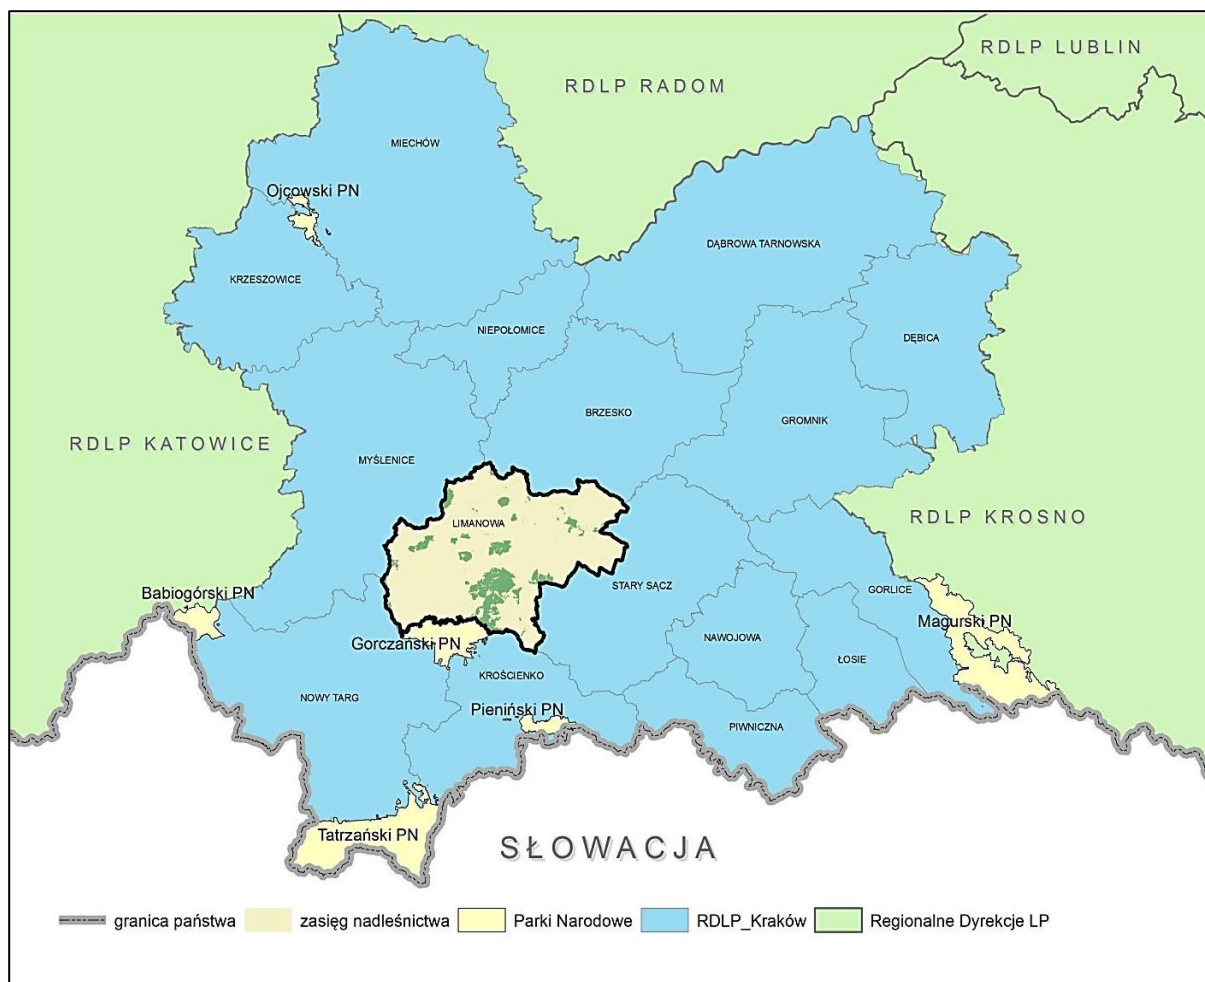 RDLP LUBLIN
RDLP RADOM
MIECHÓW
Ojcowski PN
DĄBROWA TARNOWSKA
KRZESZOWICE
NIEPOŁOMICE
DĘBICA
BRZESKO
GROMNIK
RDLP KATOWICE
MYŚLENICE
RDLP KROSNO
LIMANOWA
STARY SĄCZ
GORLICE
Babiogórski PN
Magurski PN
NAWOJOWA
Gorczański PN
ŁOSIE
KROŚCIENKO
NOWY TARG
Pieniński PN
PIWNICZNA
Tatrzański PN
SŁOWACJA
granica państwa zasięg nadleśnictwa Parki Narodowe RDLP_Kraków Regionalne Dyrekcje LP